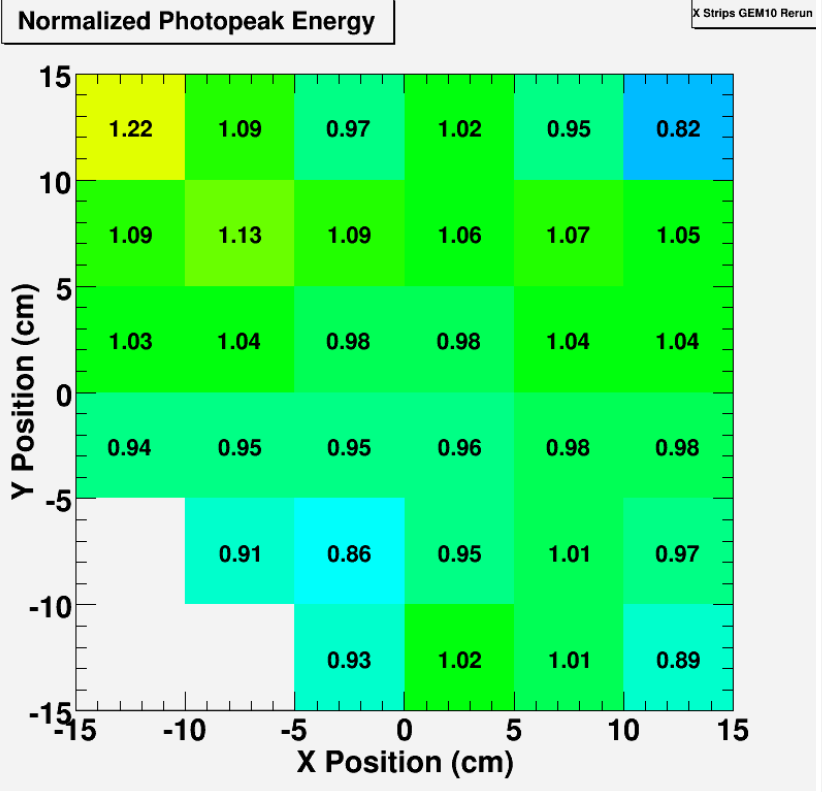 Normalized Photopeak Energy
X Strips GEM10 Rerun
15
1.22 1.09 0.97 1.02 0.95 0.82
10
1.09 1.13 1.09 1.06 1.07 1.05
5
1.03 1.04 0.98 0.98 1.04 1.04
0
0.94 0.95 0.95 0.96 0.98 0.98
-5
0.91 0.86 0.95 1.01 0.97
-10
0.93 1.02 1.01 0.89
-15
Y Position (cm)
-15 -10 -5 0 5 10 15
X Position (cm)